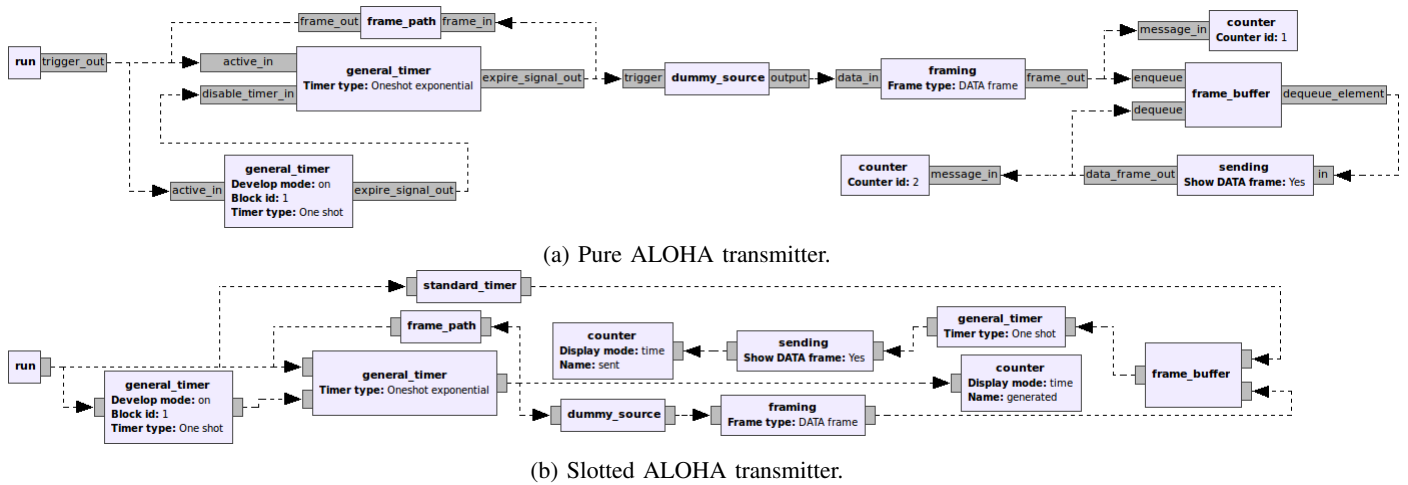 frame_out frame_path frame_in
run trigger_out
active_in
disable_timer_in
general_timer
Timer type: Oneshot exponential
expire_signal_out
trigger dummy_source output
data_in
framing
Frame type: DATA frame
frame_out
message_in
counter
Counter id: 1
enqueue
dequeue
frame_buffer
dequeue_element
active_in
general_timer
Develop mode: on
Block id: 1
Timer type: One shot
expire_signal_out
counter
Counter id: 2
message_in
data_frame_out
sending
Show DATA frame: Yes
in
(a) Pure ALOHA transmitter.
standard_timer
frame_path
run
general_timer
Develop mode: on
Block id: 1
Timer type: One shot
general_timer
Timer type: Oneshot exponential
counter
Display mode: time
Name: sent
sending
Show DATA frame: Yes
general_timer
Timer type: One shot
counter
Display mode: time
Name: generated
frame_buffer
dummy_source
framing
Frame type: DATA frame
(b) Slotted ALOHA transmitter.